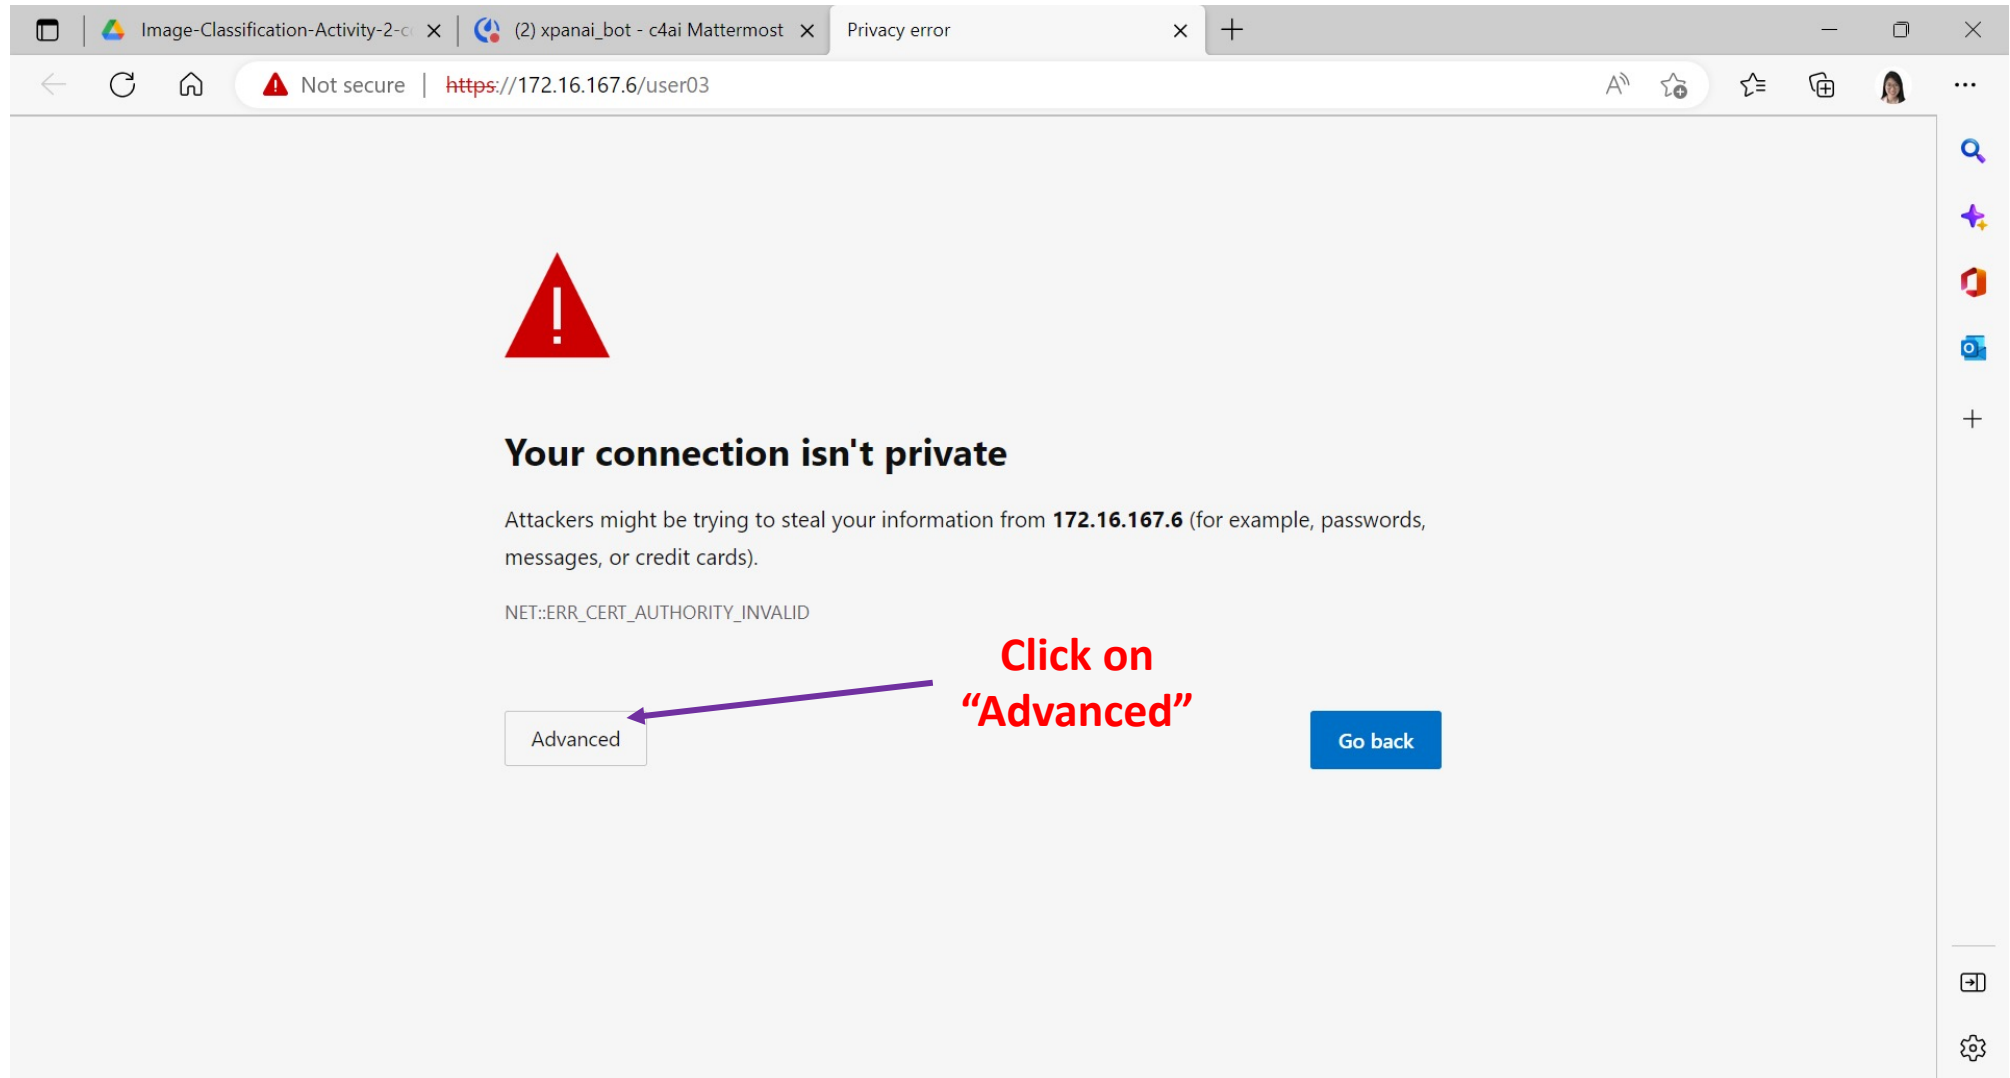 Image-Classification-Activity-2-c
(2) xpanai_bot - c4ai Mattermost
Privacy error
Not secure
https://172.16.167.6/user03
Your connection isn't private
Attackers might be trying to steal your information from 172.16.167.6 (for example, passwords,
messages, or credit cards).
NET::ERR_CERT_AUTHORITY_INVALID
Click on
“Advanced”
Advanced
Go back